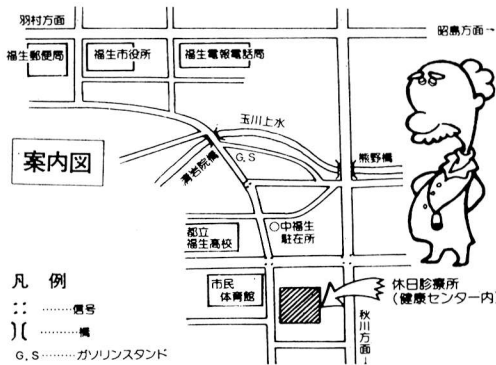 羽村方面
昭島方面→
福生郵便局
福生市役所
福生電報電話局
玉川上水
案内図
清岩院橋
G.S
熊野橋
都立
福生高校
○中福生
駐在所
凡 例
市民
体育館
休日診療所
(健康センター内)
秋川方面→
::………信号
)(………橋
G.S………ガソリンスタンド